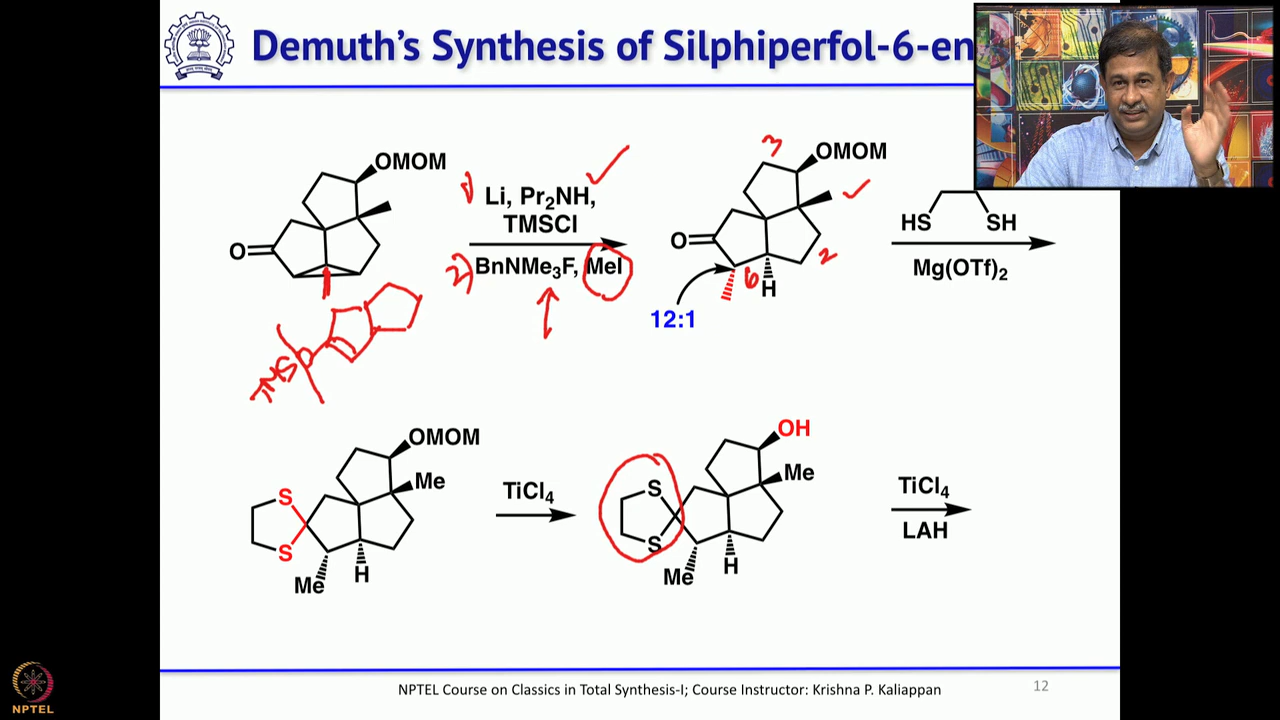 Demuth's Synthesis of Silphiperfol-6-en
OMOM
O
1)
Li, Pr₂NH,
TMSCl
2)
BnNMe₃F, MeI
TMSO
3
OMOM
O
2
6
H
12:1
HS
SH
Mg(OTf)₂
OMOM
Me
S
S
Me
H
TiCl₄
OH
Me
S
S
Me
H
TiCl₄
LAH
NPTEL
NPTEL Course on Classics in Total Synthesis-I; Course Instructor: Krishna P. Kaliappan
12